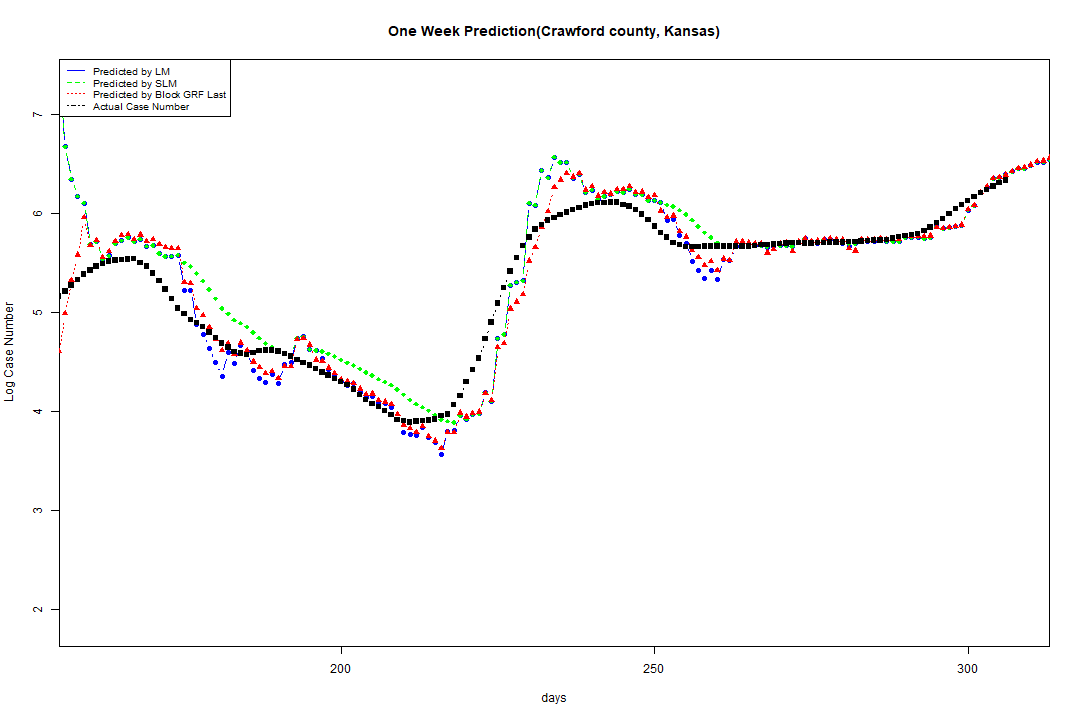 One Week Prediction(Crawford county, Kansas)
Predicted by LM
Predicted by SLM
Predicted by Block GRF Last
Actual Case Number
Log Case Number
7
6
5
4
3
2
200
250
300
days